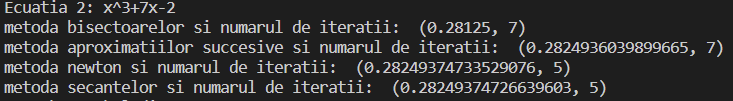 Ecuatia 2: x^3+7x-2
metoda bisectoarelor si numarul de iteratii:  (0.28125, 7)
metoda aproximatiilor succesive si numarul de iteratii:  (0.2824936039899665, 7)
metoda newton si numarul de iteratii:  (0.28249374733529076, 5)
metoda secantelor si numarul de iteratii:  (0.28249374726639603, 5)